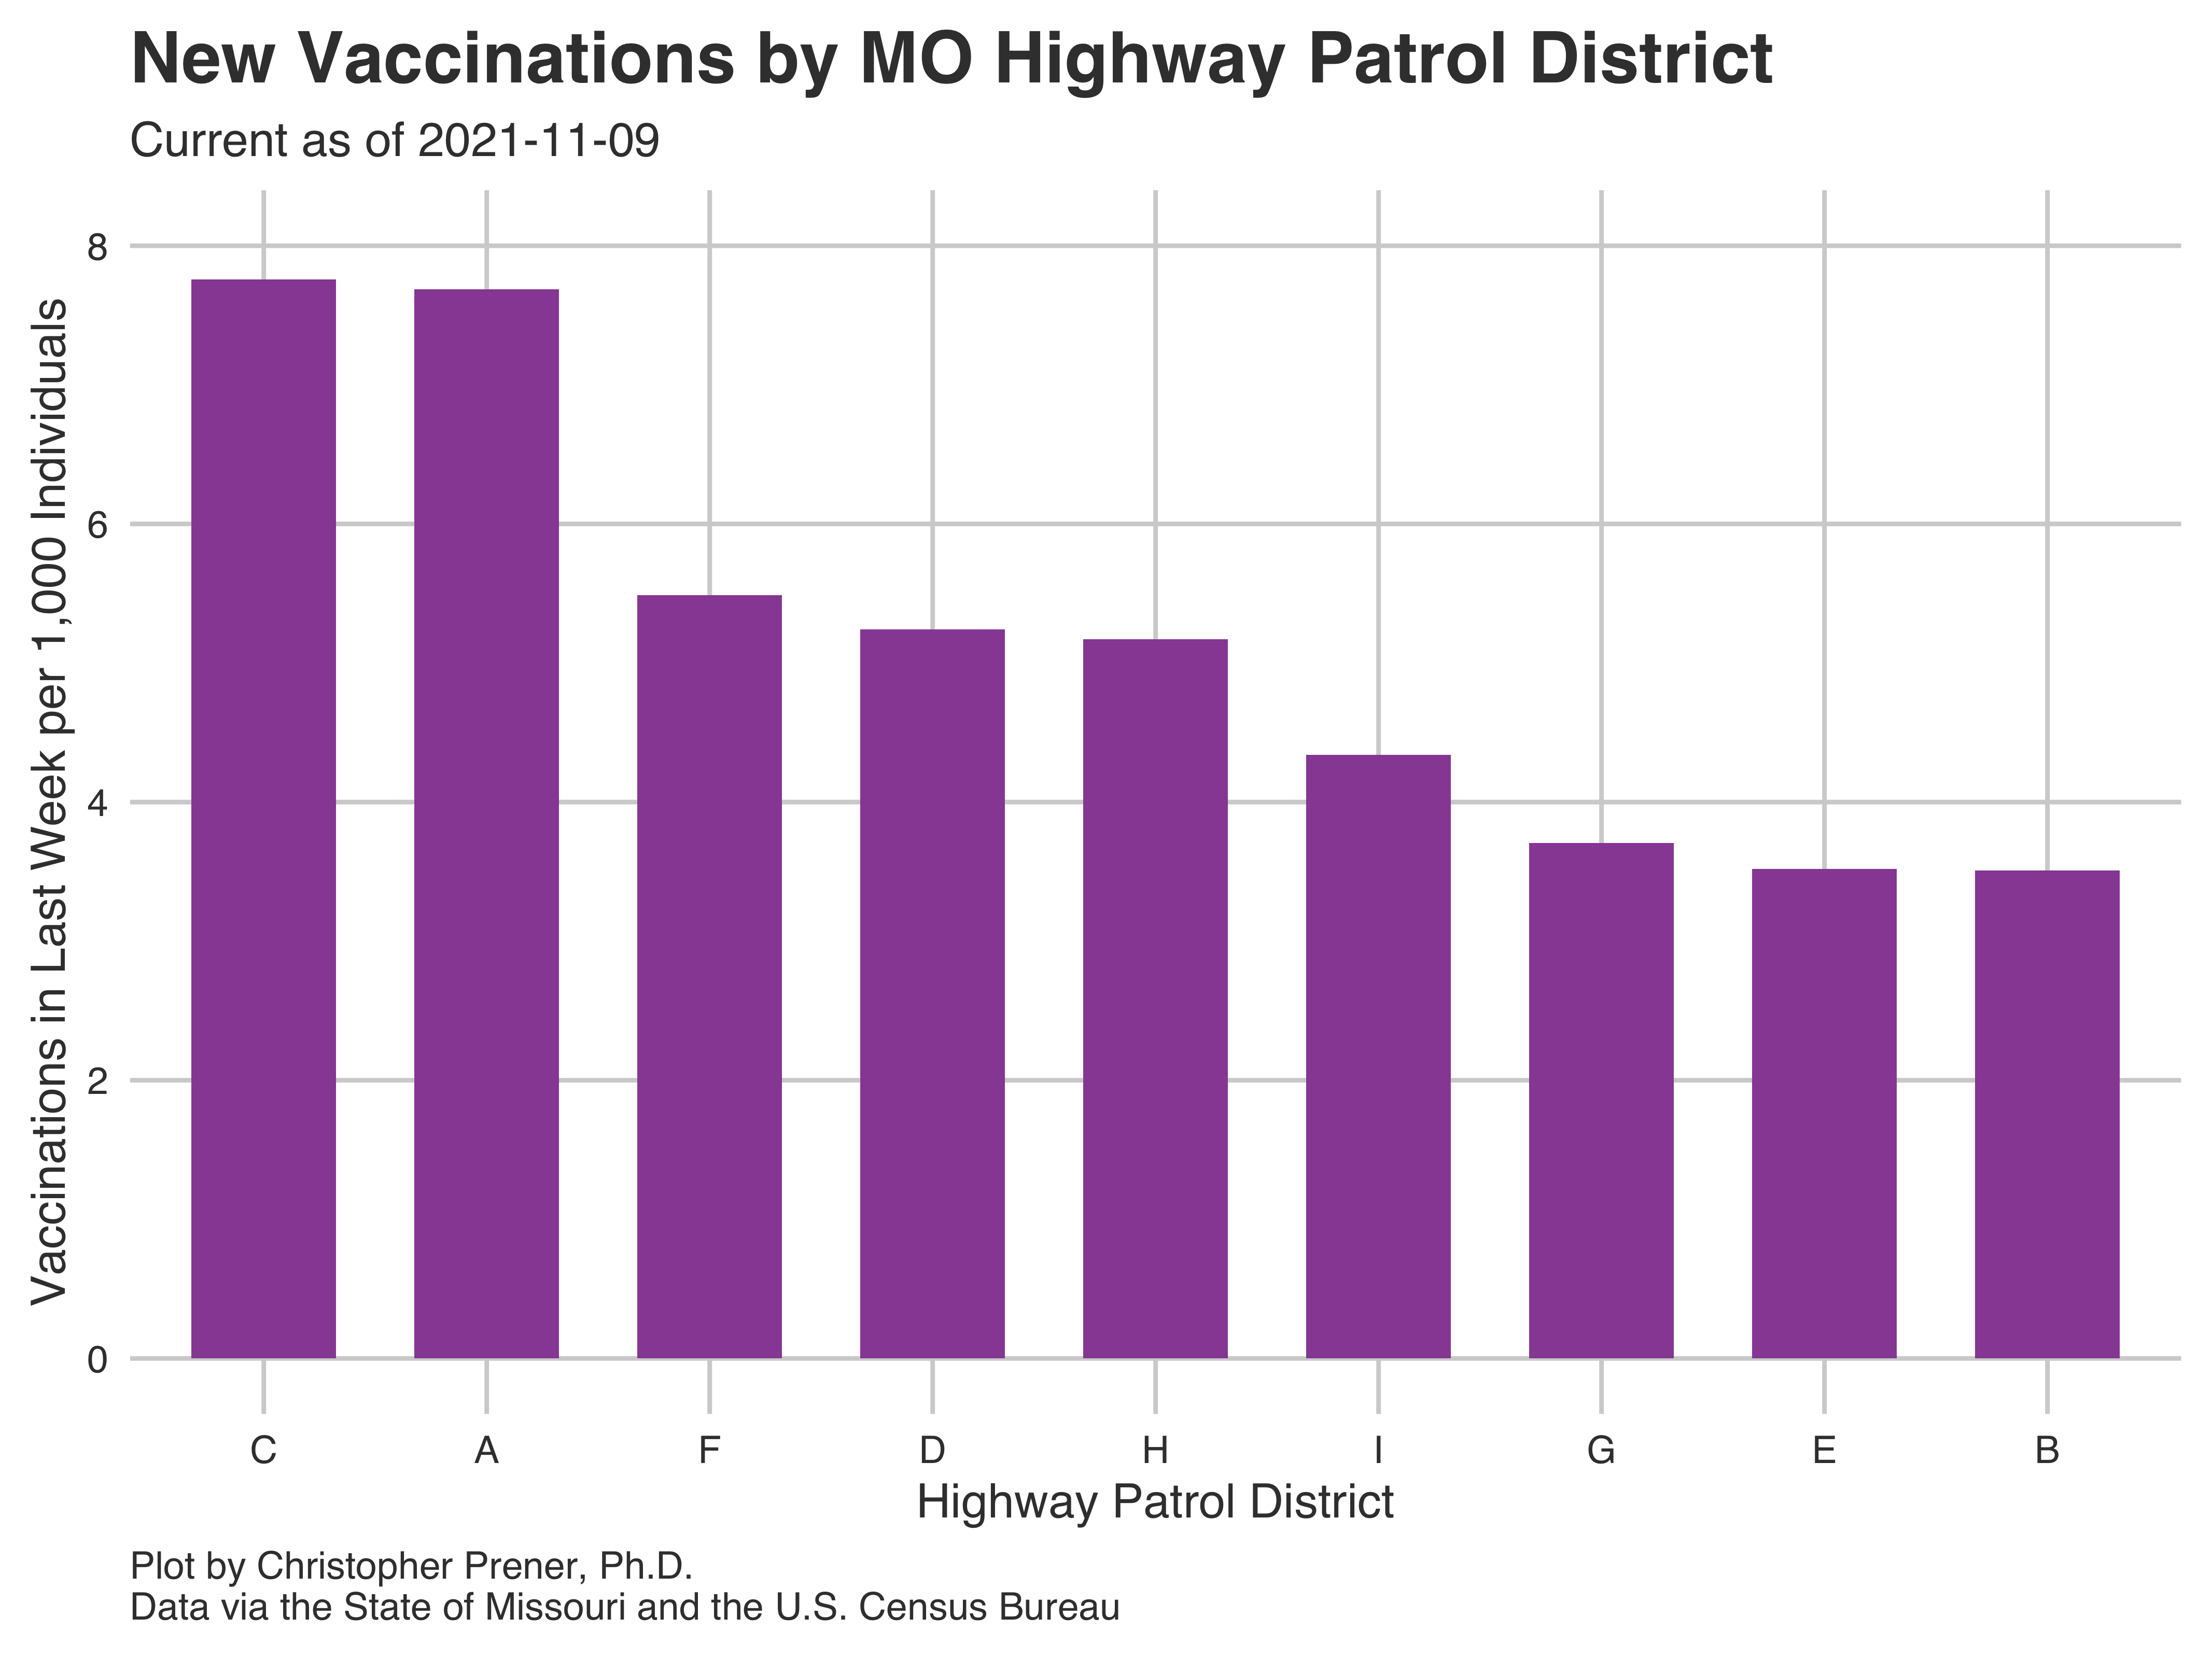 New Vaccinations by MO Highway Patrol District
Current as of 2021-11-09
Vaccinations in Last Week per 1,000 Individuals
8
6
4
2
0
C A F D H I G E B
Highway Patrol District
Plot by Christopher Prener, Ph.D.
Data via the State of Missouri and the U.S. Census Bureau